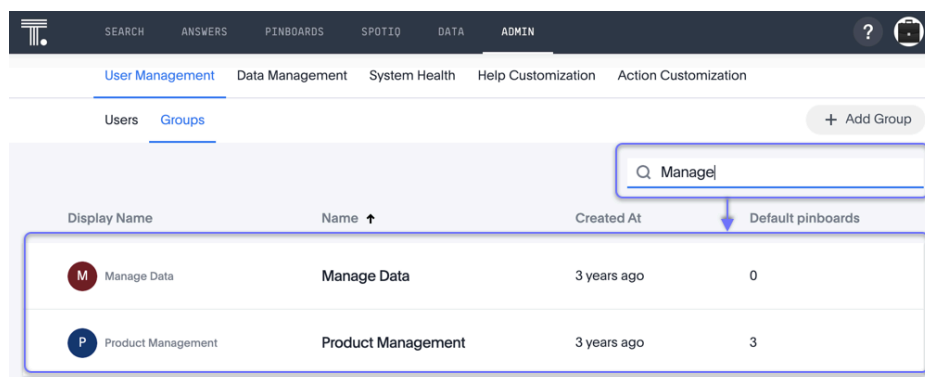 T.
SEARCH ANSWERS PINBOARDS SPOTIQ DATA ADMIN ?
User Management Data Management System Health Help Customization Action Customization
Users Groups + Add Group
Manage
Display Name Name ↑ Created At Default pinboards
M Manage Data Manage Data 3 years ago 0
P Product Management Product Management 3 years ago 3